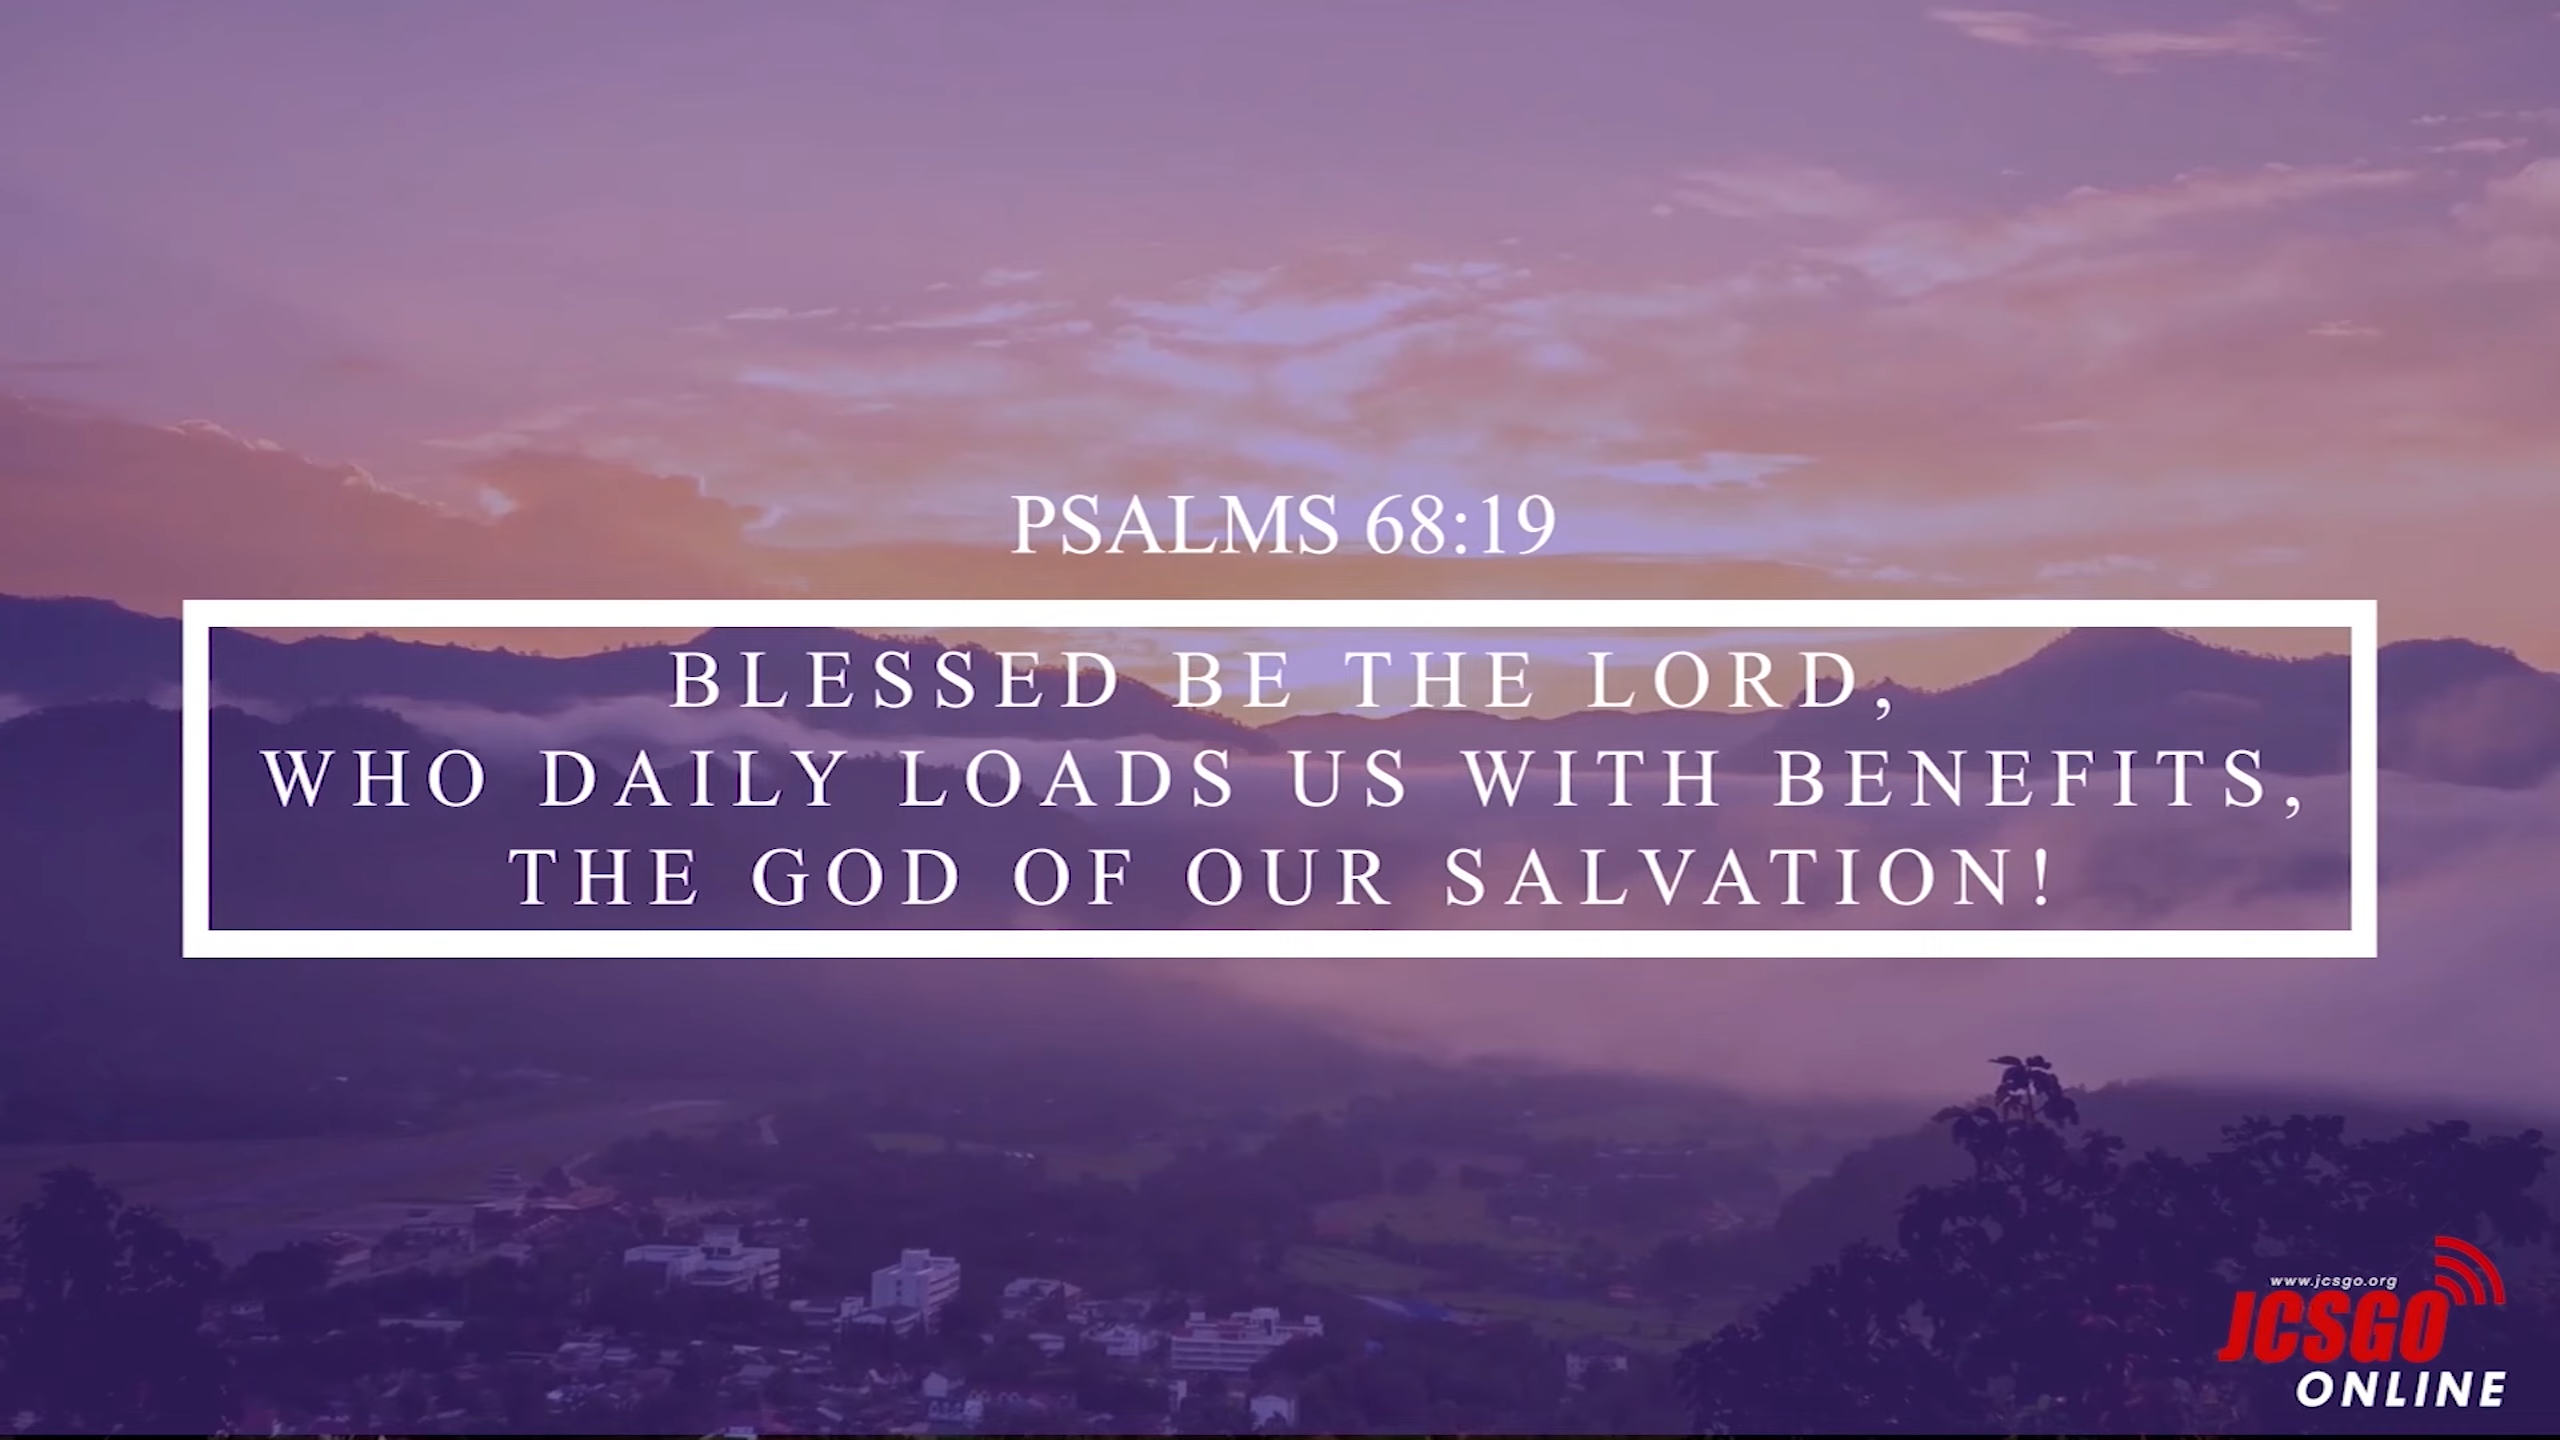 PSALMS 68:19
BLESSED BE THE LORD,
WHO DAILY LOADS US WITH BENEFITS,
THE GOD OF OUR SALVATION!
www.jcsgo.org
JCSGO
ONLINE